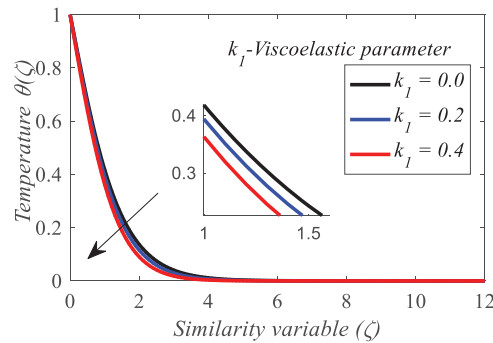 1
0.8
0.6
0.4
0.2
0
Temperature θ(ζ)
k1-Viscoelastic parameter
k1 = 0.0
k1 = 0.2
k1 = 0.4
0.4
0.3
1 1.5
0 2 4 6 8 10 12
Similarity variable (ζ)